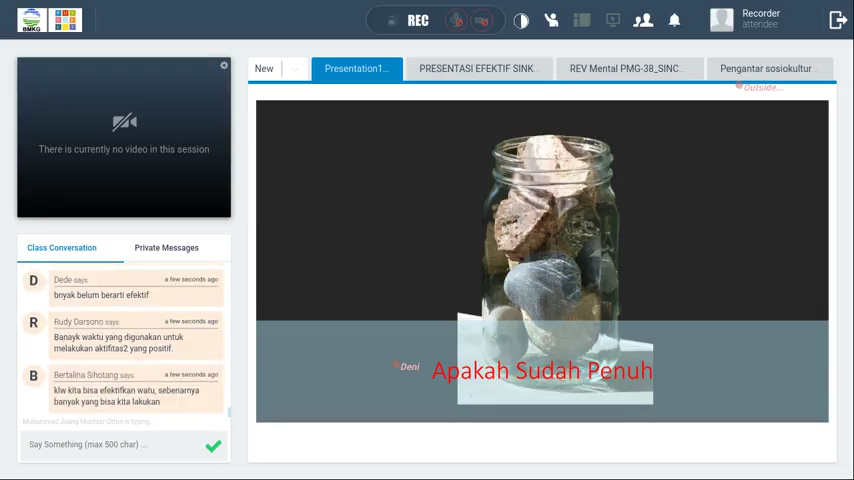 BMKG
REC
Recorder
attendee
There is currently no video in this session
New
Presentation1...
PRESENTASI EFEKTIF SINK...
REV Mental PMG-38_SINC...
Pengantar sosiokultur...
Outside...
Class Conversation
Private Messages
D
Dede says:
a few seconds ago
bnyak belum berarti efektif
R
Rudy Darsono says:
a few seconds ago
Banayk waktu yang digunakan untuk
melakukan aktifitas2 yang positif.
B
Bertalina Sihotang says:
a few seconds ago
klw kita bisa efektifkan watu, sebenarnya
banyak yang bisa kita lakukan
Muhammad Juang Muchtar Olfon is typing.
Say Something (max 500 char) ...
Deni
Apakah Sudah Penuh